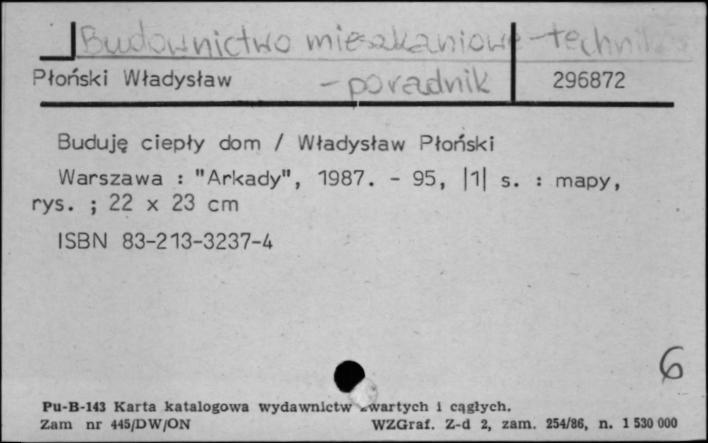 Budownictwo mieszkaniowe - technika
Płoński Władysław - poradnik 296872
Buduję ciepły dom / Władysław Płoński
Warszawa : "Arkady", 1987. - 95, |1| s. : mapy,
rys. ; 22 x 23 cm
ISBN 83-213-3237-4
6
Pu-B-143 Karta katalogowa wydawnictw zwartych i ciągłych.
Zam nr 445/DW/ON WZGraf. Z-d 2, zam. 254/86, n. 1 530 000